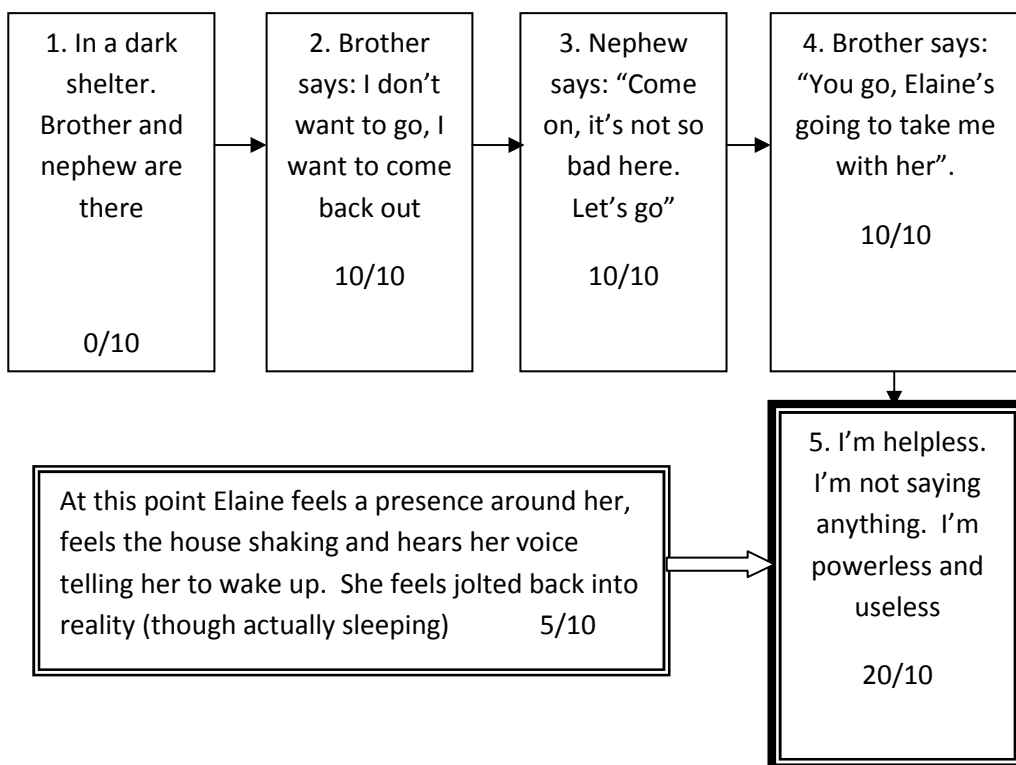 1. In a dark
shelter.
Brother and
nephew are
there
0/10
2. Brother
says: I don’t
want to go, I
want to come
back out
10/10
3. Nephew
says: “Come
on, it’s not so
bad here.
Let’s go”
10/10
4. Brother says:
“You go, Elaine’s
going to take me
with her”.
10/10
5. I’m helpless.
I’m not saying
anything.  I’m
powerless and
useless
20/10
At this point Elaine feels a presence around her,
feels the house shaking and hears her voice
telling her to wake up.  She feels jolted back into
reality (though actually sleeping) 5/10